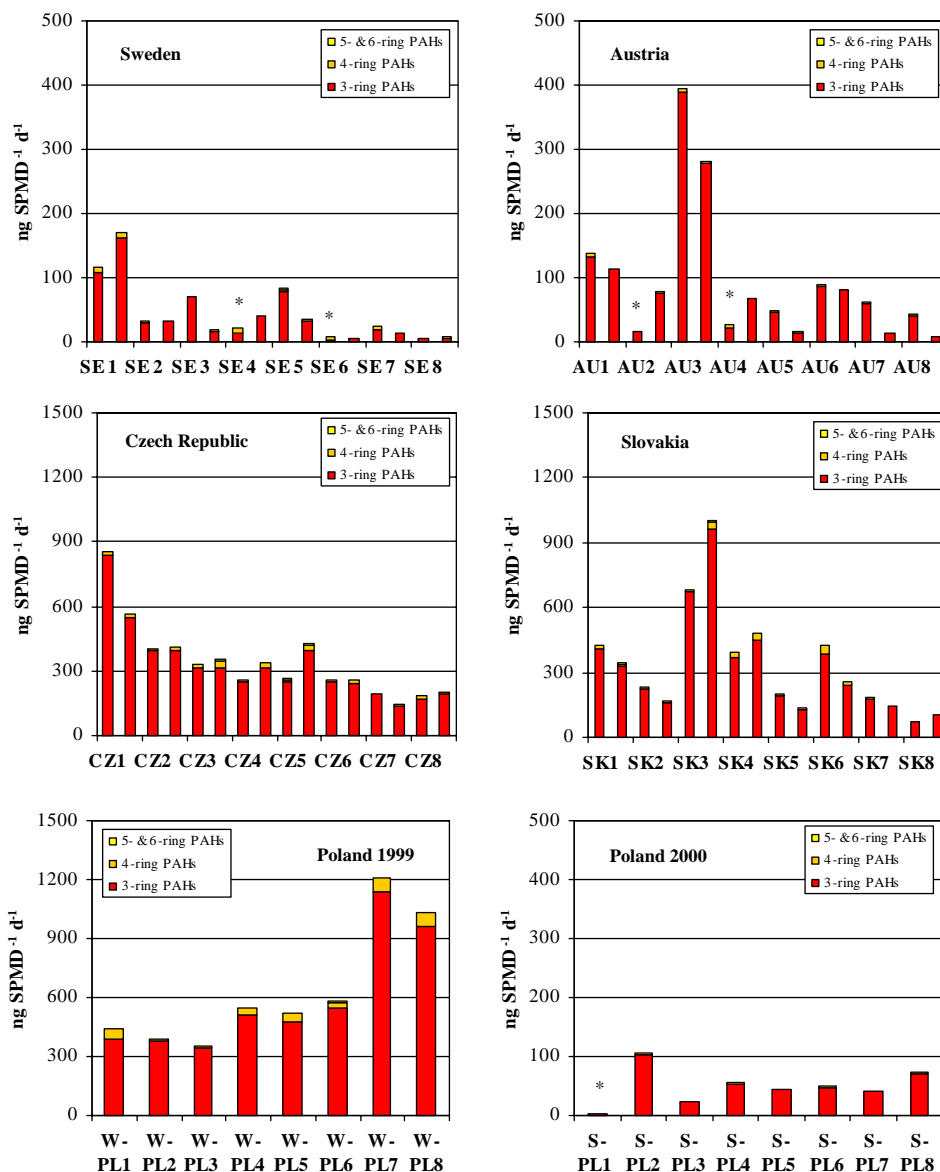 Sweden
5- &6-ring PAHs
4-ring PAHs
3-ring PAHs
ng SPMD⁻¹ d⁻¹
500
400
300
200
100
0
SE 1 SE 2 SE 3 SE 4 SE 5 SE 6 SE 7 SE 8
*
*
Austria
5- &6-ring PAHs
4-ring PAHs
3-ring PAHs
ng SPMD⁻¹ d⁻¹
500
400
300
200
100
0
AU1 AU2 AU3 AU4 AU5 AU6 AU7 AU8
*
*
Czech Republic
5- &6-ring PAHs
4-ring PAHs
3-ring PAHs
ng SPMD⁻¹ d⁻¹
1500
1200
900
600
300
0
CZ1 CZ2 CZ3 CZ4 CZ5 CZ6 CZ7 CZ8
Slovakia
5- &6-ring PAHs
4-ring PAHs
3-ring PAHs
ng SPMD⁻¹ d⁻¹
1500
1200
900
600
300
0
SK1 SK2 SK3 SK4 SK5 SK6 SK7 SK8
Poland 1999
5- &6-ring PAHs
4-ring PAHs
3-ring PAHs
ng SPMD⁻¹ d⁻¹
1500
1200
900
600
300
0
W- W- W- W- W- W- W- W-
PL1 PL2 PL3 PL4 PL5 PL6 PL7 PL8
Poland 2000
5- &6-ring PAHs
4-ring PAHs
3-ring PAHs
ng SPMD⁻¹ d⁻¹
500
400
300
200
100
0
*
S- S- S- S- S- S- S- S-
PL1 PL2 PL3 PL4 PL5 PL6 PL7 PL8